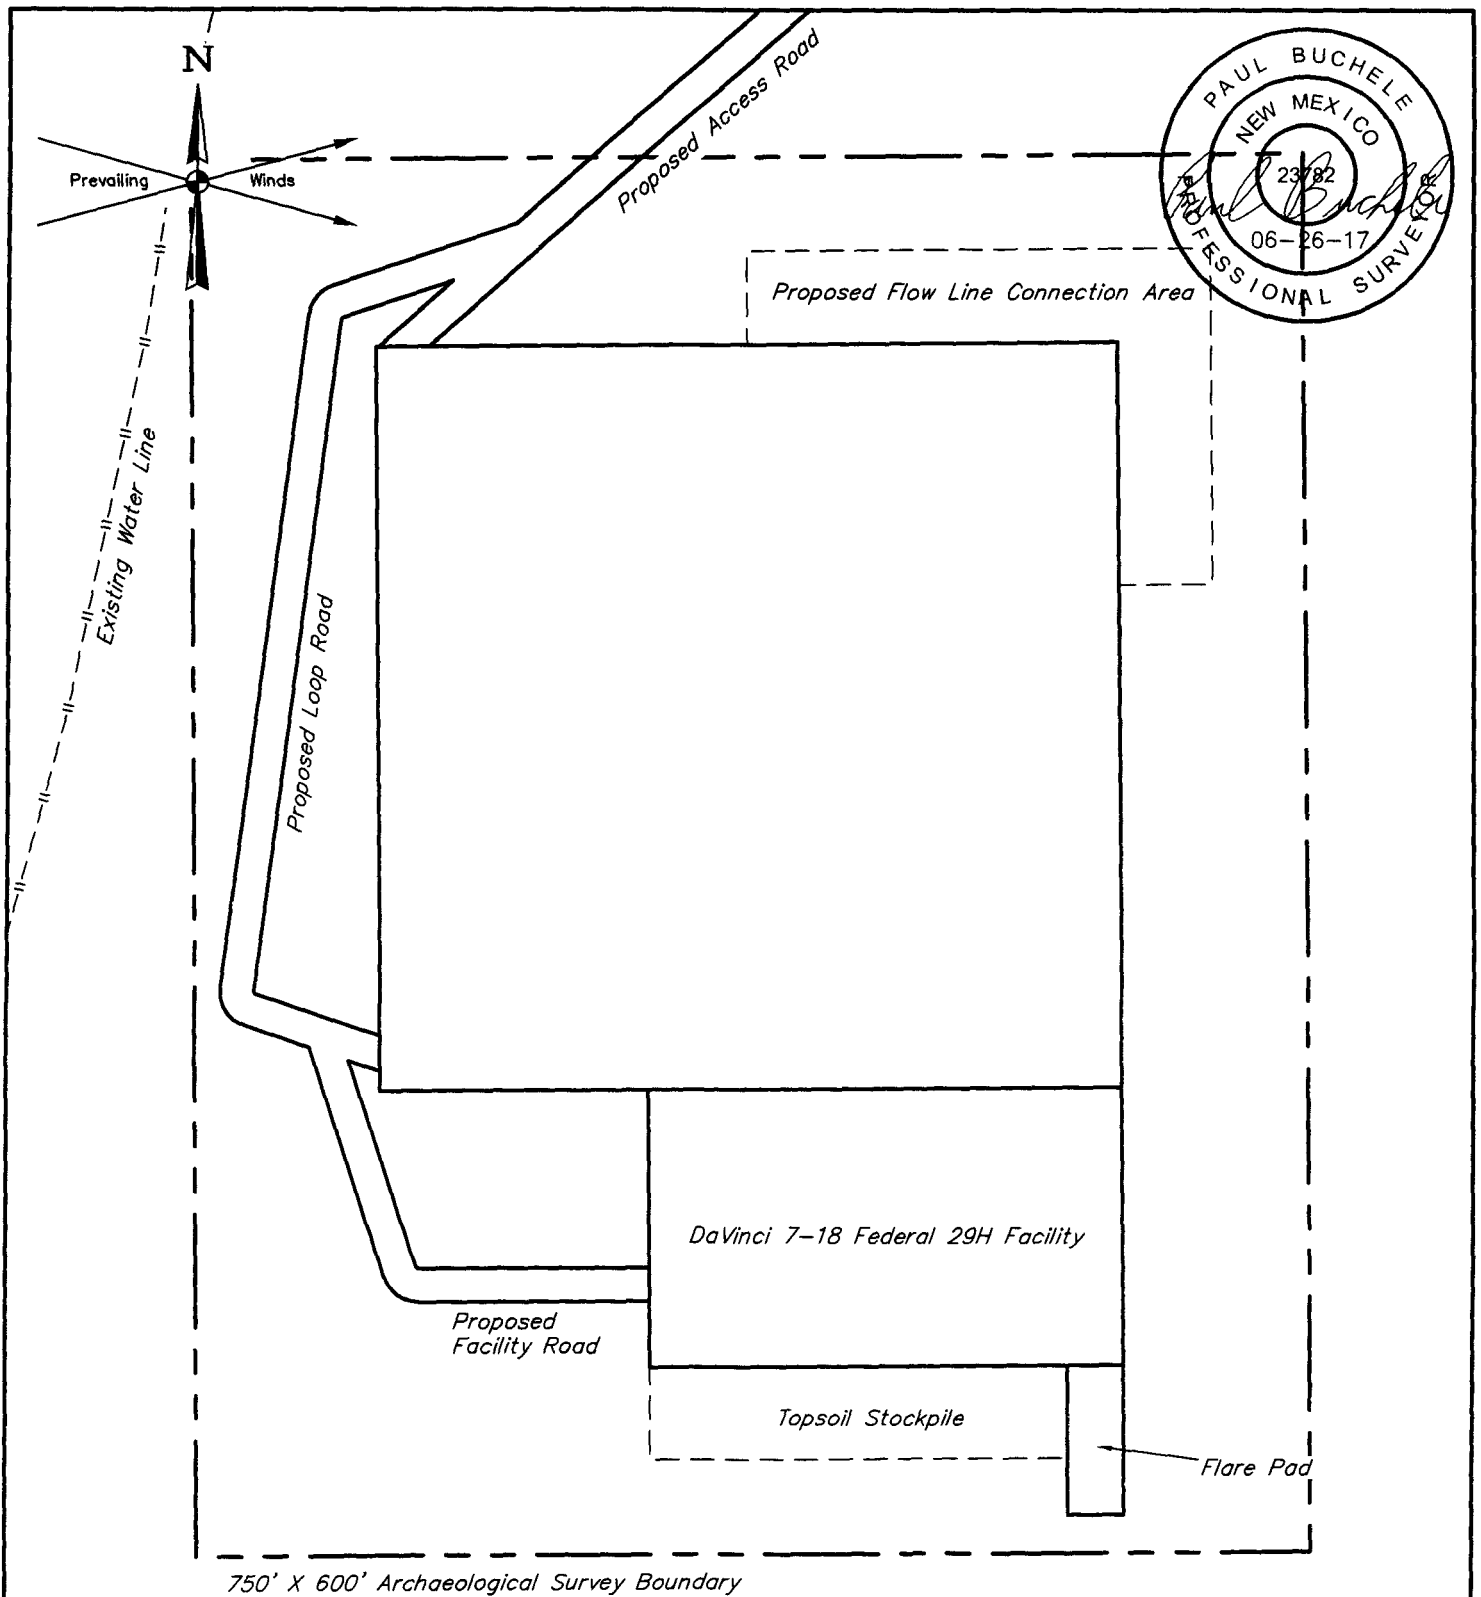 N
Prevailing Winds
Proposed Access Road
PAUL BUCHELE
NEW MEXICO
23782
06-26-17
PROFESSIONAL SURVEYOR
Paul Buchele
Proposed Flow Line Connection Area
Existing Water Line
Proposed Loop Road
DaVinci 7-18 Federal 29H Facility
Proposed
Facility Road
Topsoil Stockpile
Flare Pad
750' X 600' Archaeological Survey Boundary